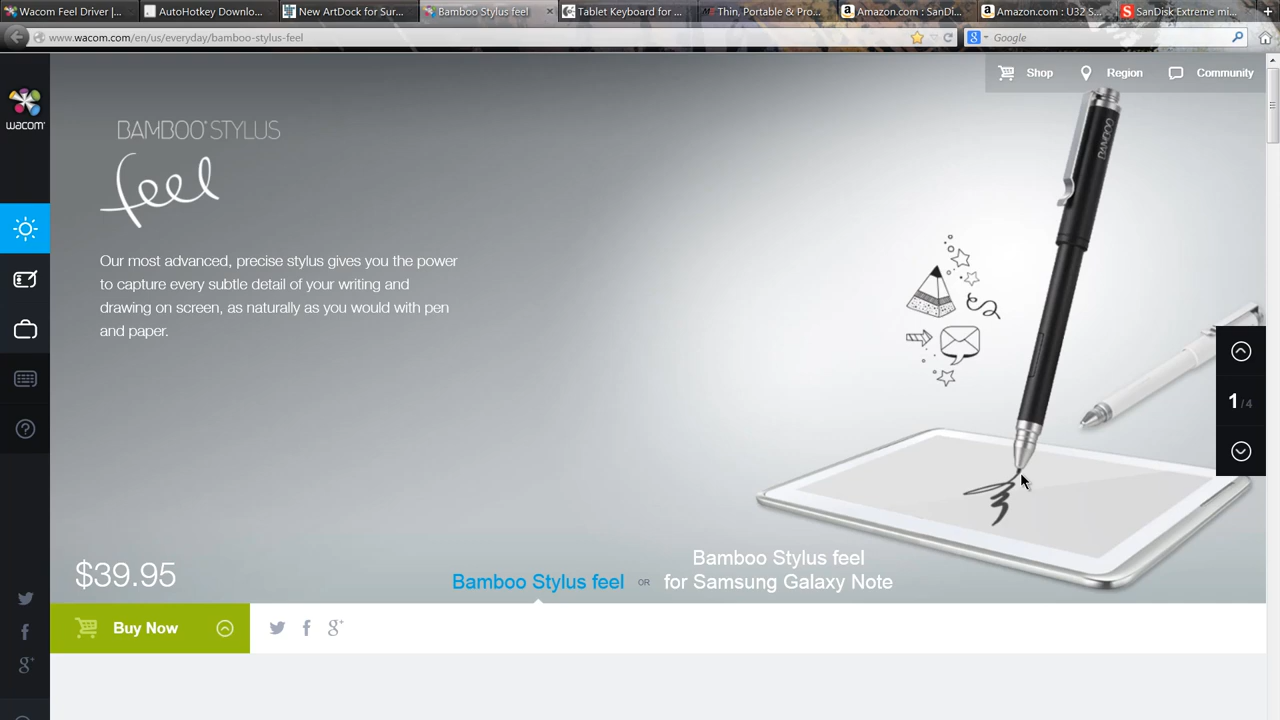 Wacom Feel Driver |...
AutoHotkey Downlo...
New ArtDock for Sur...
Bamboo Stylus feel
Tablet Keyboard for ...
Thin, Portable & Pro...
Amazon.com : SanDi...
Amazon.com : U32 S...
SanDisk Extreme mi...
www.wacom.com/en/us/everyday/bamboo-stylus-feel
Google
Shop
Region
Community
wacom
BAMBOO STYLUS
feel
Our most advanced, precise stylus gives you the power
to capture every subtle detail of your writing and
drawing on screen, as naturally as you would with pen
and paper.
BAMBOO
1/4
$39.95
Bamboo Stylus feel
OR
Bamboo Stylus feel
for Samsung Galaxy Note
Buy Now